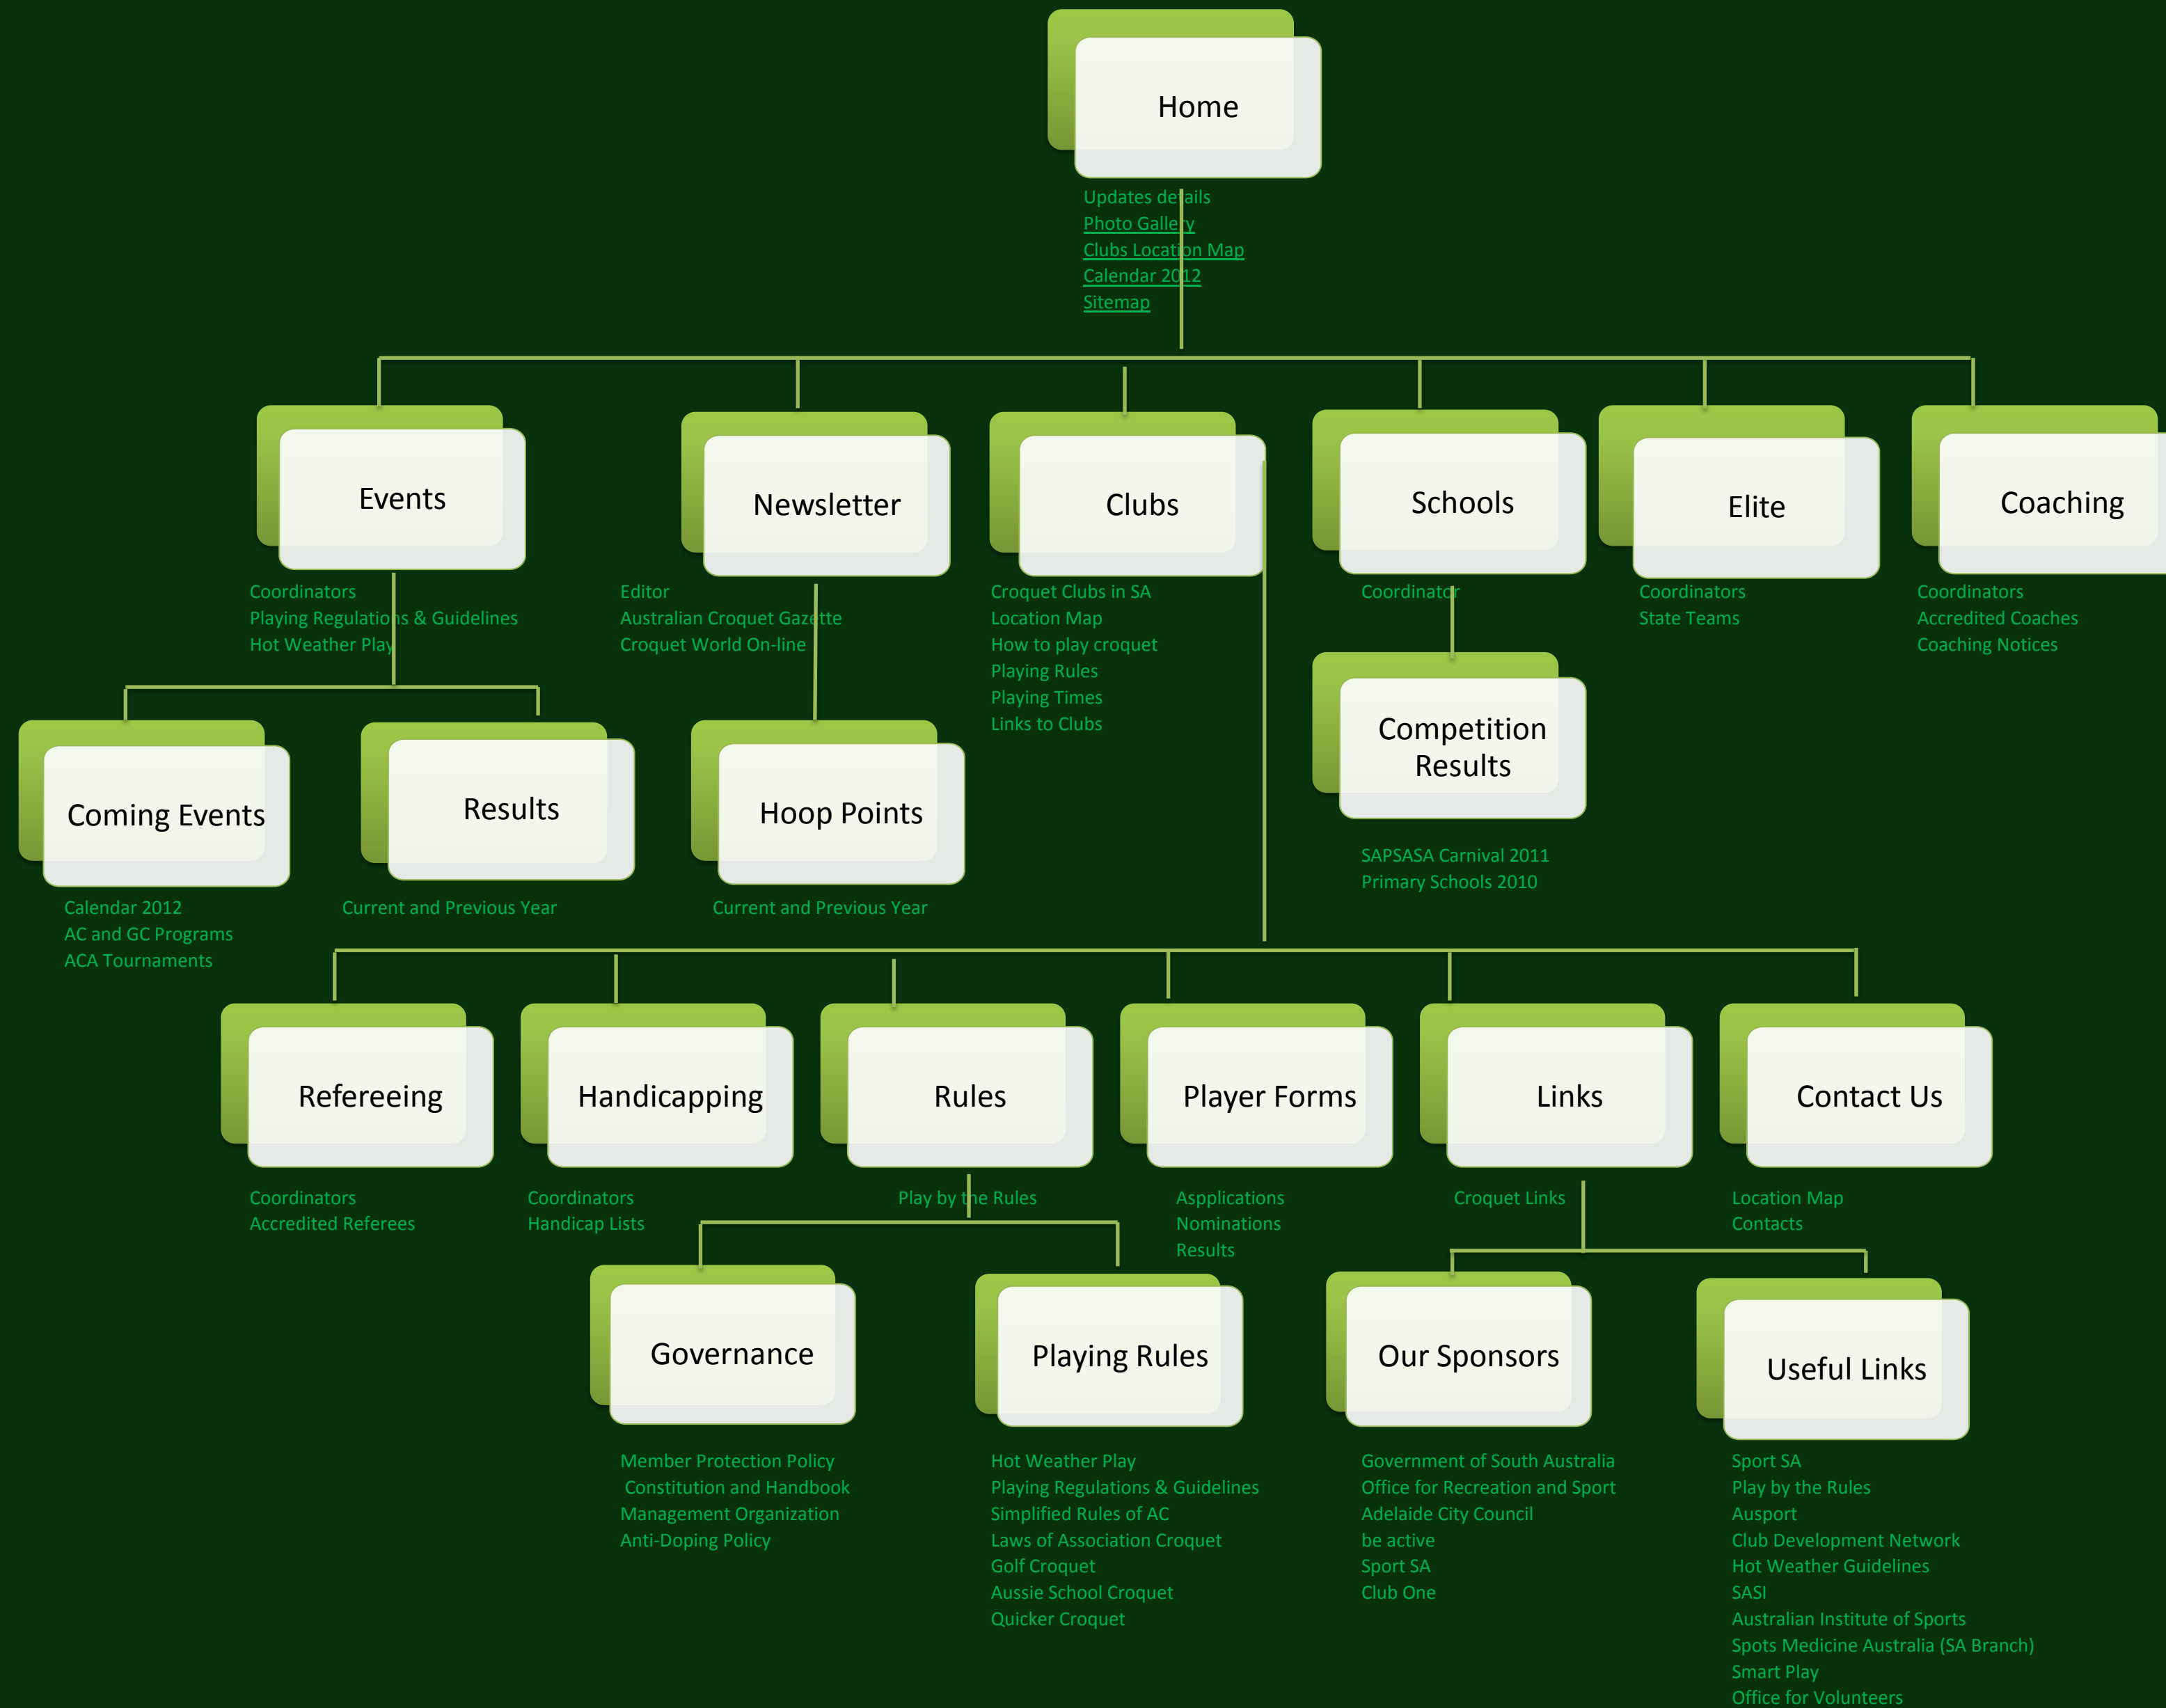 Home
Updates details
Photo Gallery
Clubs Location Map
Calendar 2012
Sitemap
Events
Newsletter
Clubs
Schools
Elite
Coaching
Coordinators
Playing Regulations & Guidelines
Hot Weather Play
Editor
Australian Croquet Gazette
Croquet World On-line
Croquet Clubs in SA
Location Map
How to play croquet
Playing Rules
Playing Times
Links to Clubs
Coordinator
Coordinators
State Teams
Coordinators
Accredited Coaches
Coaching Notices
Coming Events
Results
Hoop Points
Competition
Results
Calendar 2012
AC and GC Programs
ACA Tournaments
Current and Previous Year
Current and Previous Year
SAPSASA Carnival 2011
Primary Schools 2010
Refereeing
Handicapping
Rules
Player Forms
Links
Contact Us
Coordinators
Accredited Referees
Coordinators
Handicap Lists
Play by the Rules
Aspplications
Nominations
Results
Croquet Links
Location Map
Contacts
Governance
Playing Rules
Our Sponsors
Useful Links
Member Protection Policy
Constitution and Handbook
Management Organization
Anti-Doping Policy
Hot Weather Play
Playing Regulations & Guidelines
Simplified Rules of AC
Laws of Association Croquet
Golf Croquet
Aussie School Croquet
Quicker Croquet
Government of South Australia
Office for Recreation and Sport
Adelaide City Council
be active
Sport SA
Club One
Sport SA
Play by the Rules
Ausport
Club Development Network
Hot Weather Guidelines
SASI
Australian Institute of Sports
Spots Medicine Australia (SA Branch)
Smart Play
Office for Volunteers